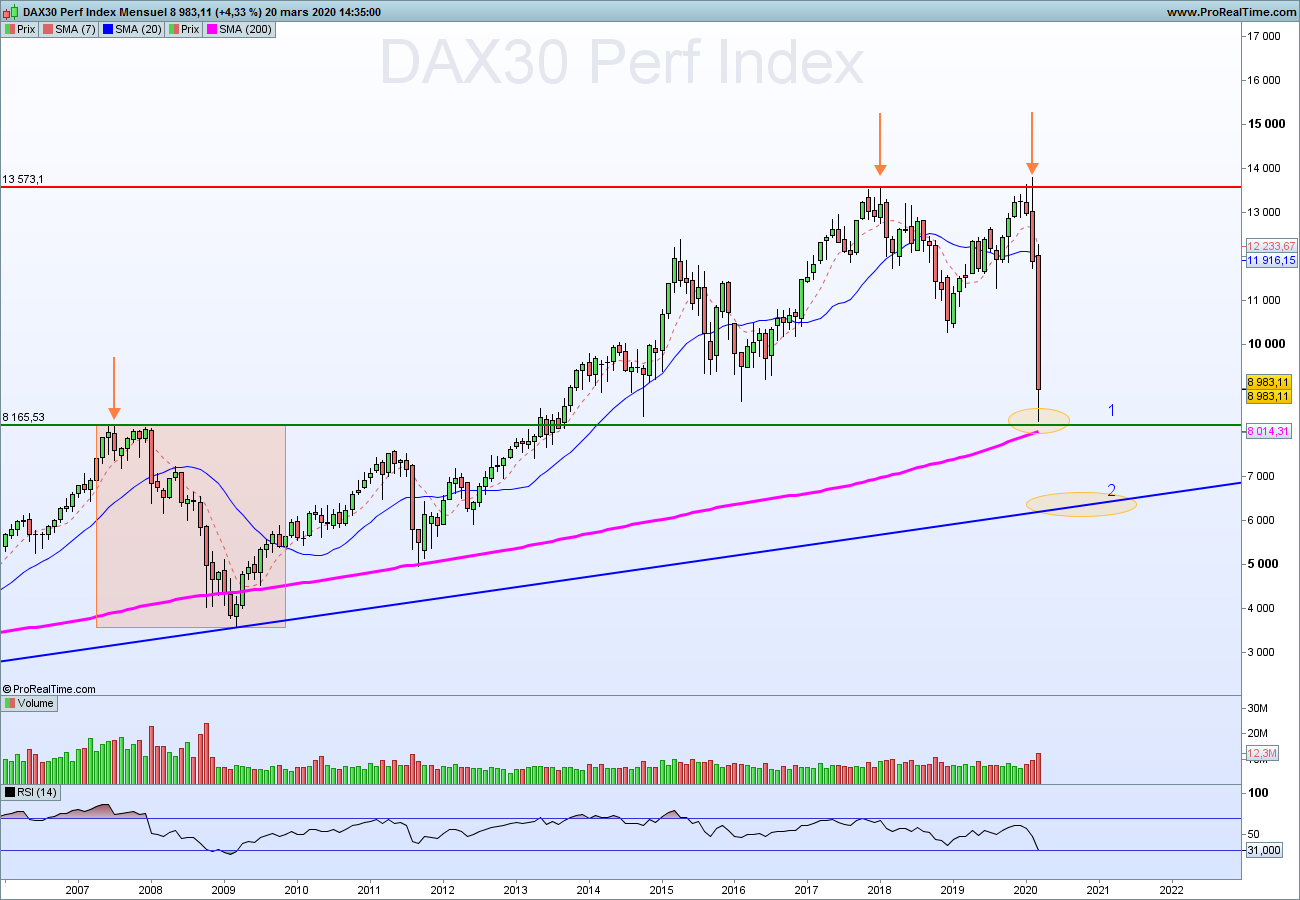 DAX30 Perf Index Mensuel 8 983,11 (+4,33 %) 20 mars 2020 14:35:00 www.ProRealTime.com
Prix SMA (7) SMA (20) Prix SMA (200)
DAX30 Perf Index
17 000
16 000
15 000
14 000
13 573,1
13 000
12 233,67
11 916,15
11 000
10 000
8 983,11
8 983,11
1
8 165,53
8 014,31
7 000
2
6 000
5 000
4 000
3 000
©ProRealTime.com
Volume
30M
20M
12,3M
RSI (14)
100
50
31,000
2007 2008 2009 2010 2011 2012 2013 2014 2015 2016 2017 2018 2019 2020 2021 2022